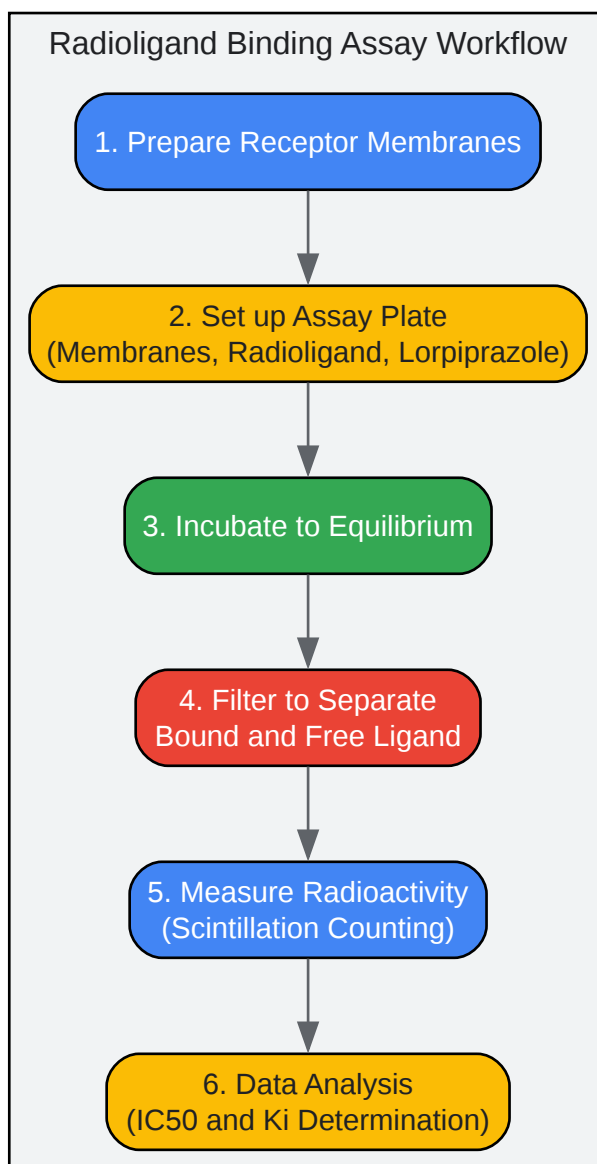 Radioligand Binding Assay Workflow
1. Prepare Receptor Membranes
2. Set up Assay Plate
(Membranes, Radioligand, Lorpiprazole)
3. Incubate to Equilibrium
4. Filter to Separate
Bound and Free Ligand
5. Measure Radioactivity
(Scintillation Counting)
6. Data Analysis
(IC50 and Ki Determination)